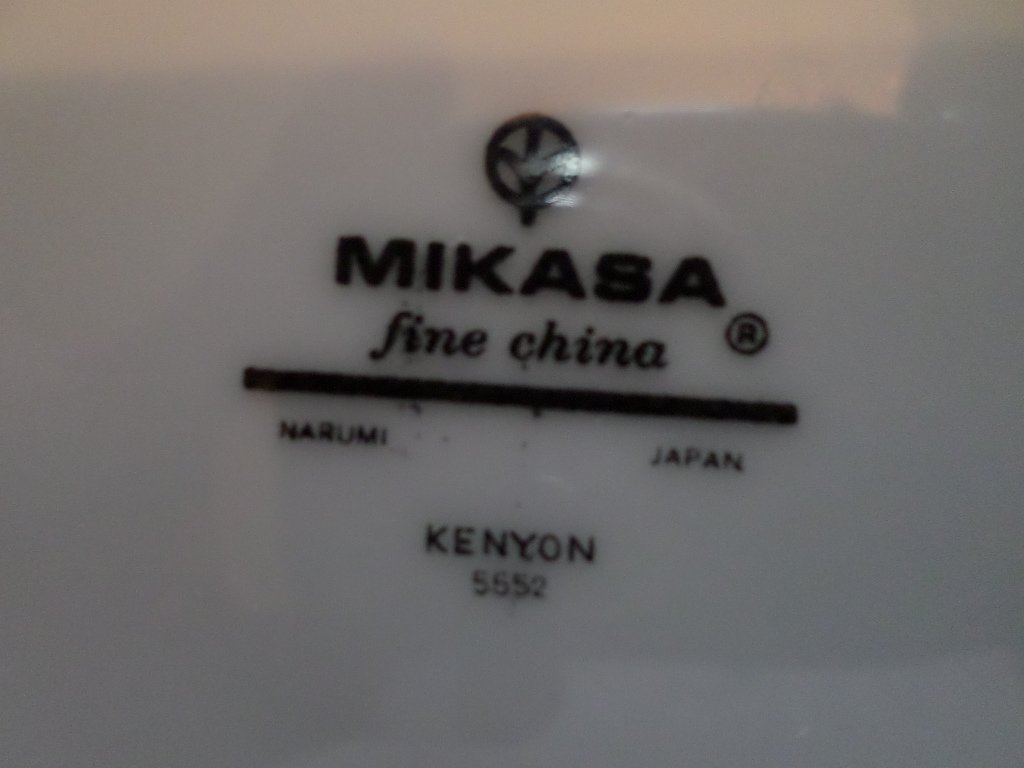 MIKASA
fine china ®
NARUMI JAPAN
KENYON
5552